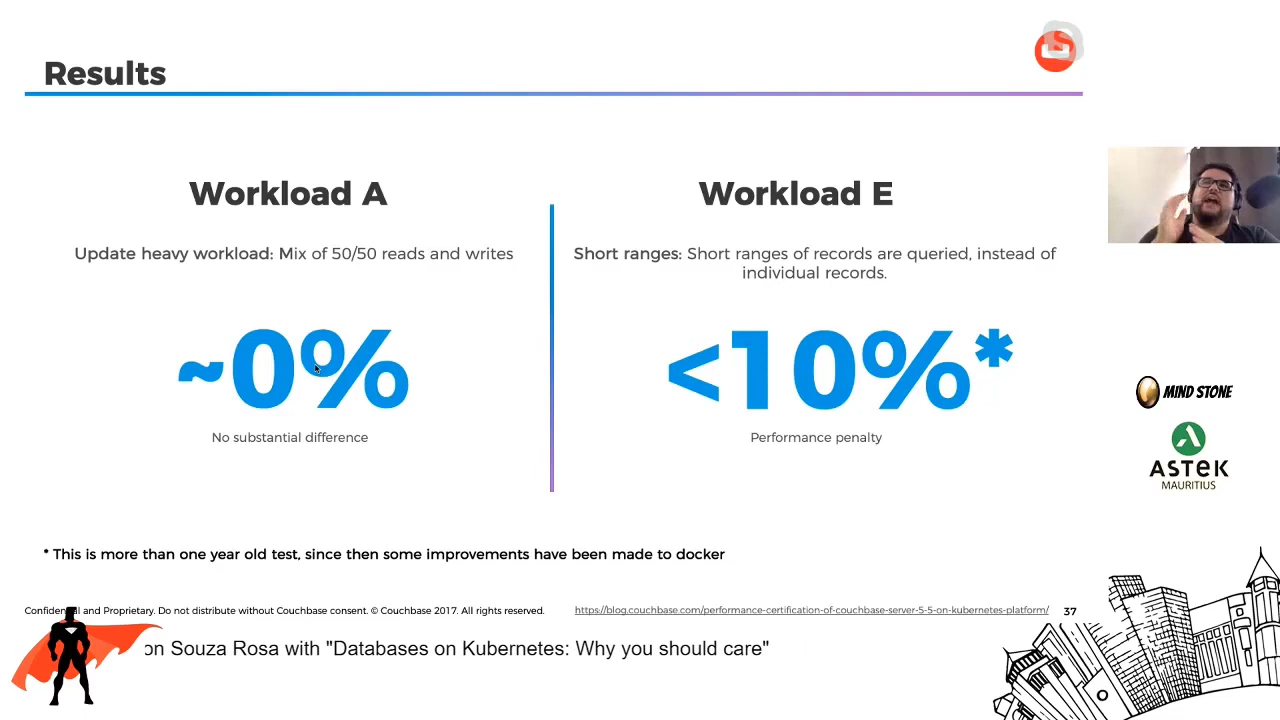 Results
Workload A
Update heavy workload: Mix of 50/50 reads and writes
~0%
No substantial difference
Workload E
Short ranges: Short ranges of records are queried, instead of
individual records.
<10%*
Performance penalty
MIND STONE
ASTEK
MAURITIUS
* This is more than one year old test, since then some improvements have been made to docker
Confidential and Proprietary. Do not distribute without Couchbase consent. © Couchbase 2017. All rights reserved.
https://blog.couchbase.com/performance-certification-of-couchbase-server-5-5-on-kubernetes-platform/
37
on Souza Rosa with "Databases on Kubernetes: Why you should care"